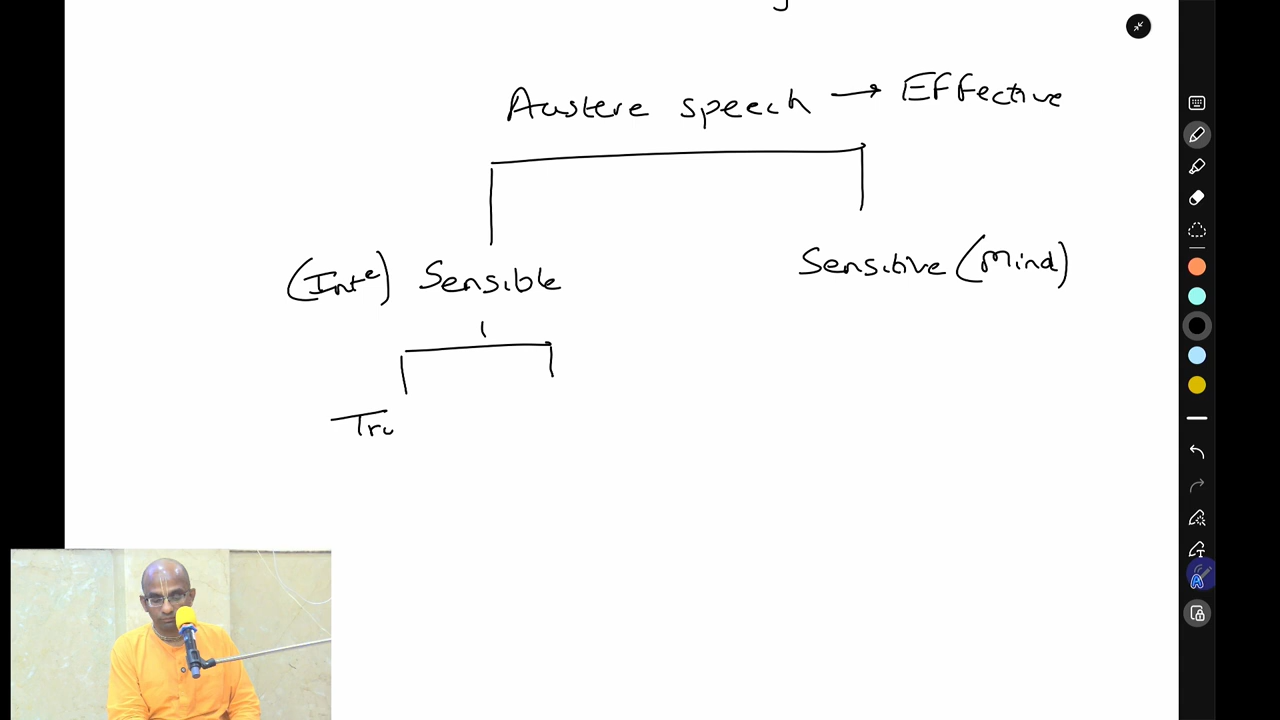 Austere speech → Effective
(Intᵉ) Sensible
Sensitive (Mind)
Tru